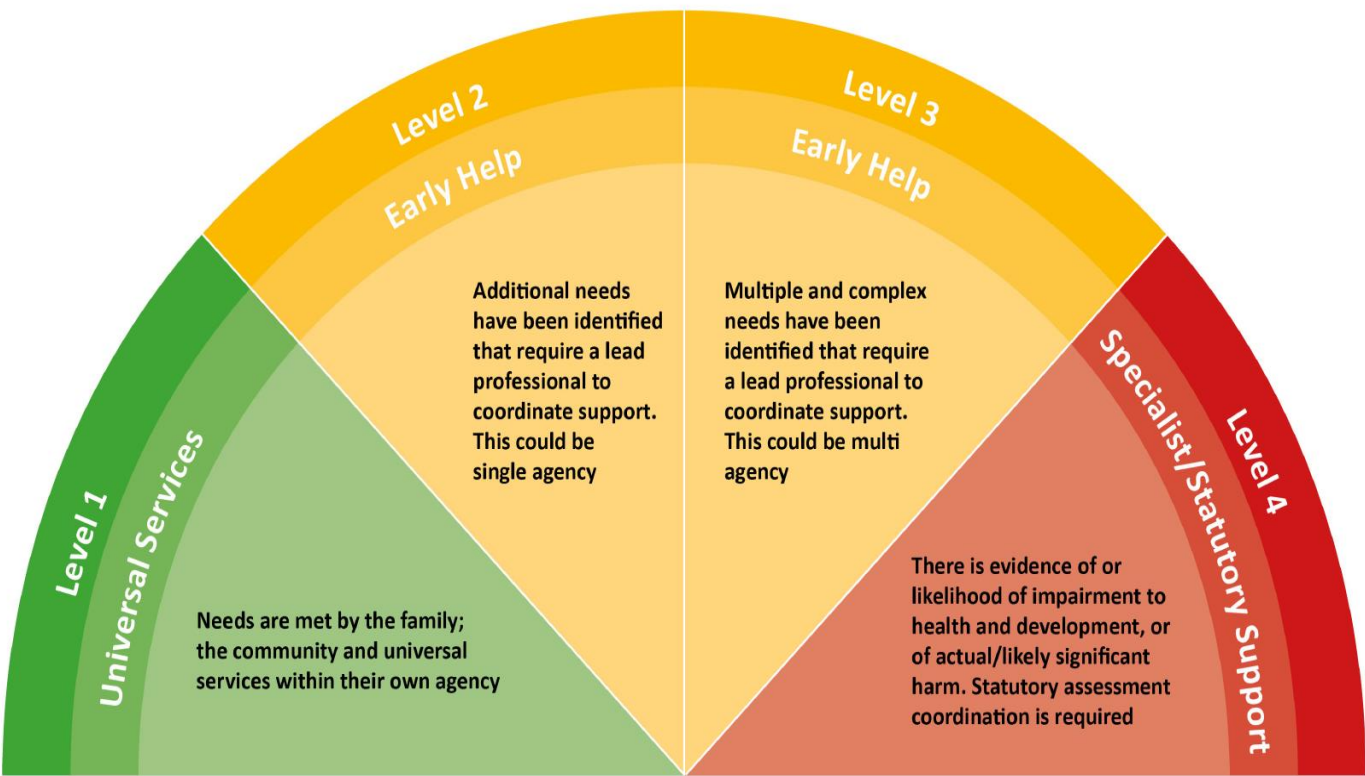 Level 1
Universal Services
Needs are met by the family;
the community and universal
services within their own agency
Level 2
Early Help
Additional needs
have been identified
that require a lead
professional to
coordinate support.
This could be
single agency
Level 3
Early Help
Multiple and complex
needs have been
identified that require
a lead professional to
coordinate support.
This could be multi
agency
Level 4
Specialist/Statutory Support
There is evidence of or
likelihood of impairment to
health and development, or
of actual/likely significant
harm. Statutory assessment
coordination is required